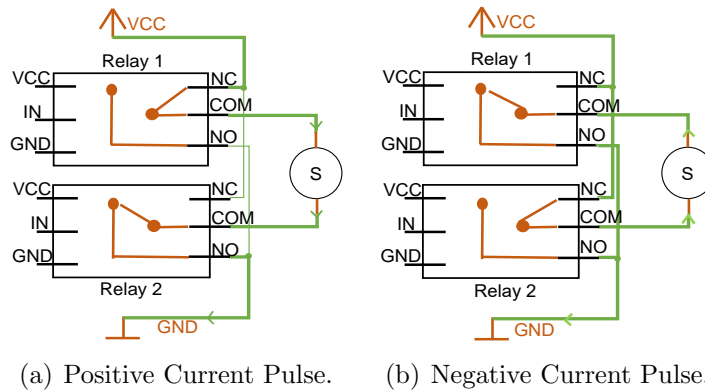 VCC
Relay 1
VCC
NC
COM
IN
GND
NO
S
VCC
NC
COM
IN
GND
NO
Relay 2
GND
(a) Positive Current Pulse.
VCC
Relay 1
VCC
NC
COM
IN
GND
NO
S
VCC
NC
COM
IN
GND
NO
Relay 2
GND
(b) Negative Current Pulse.